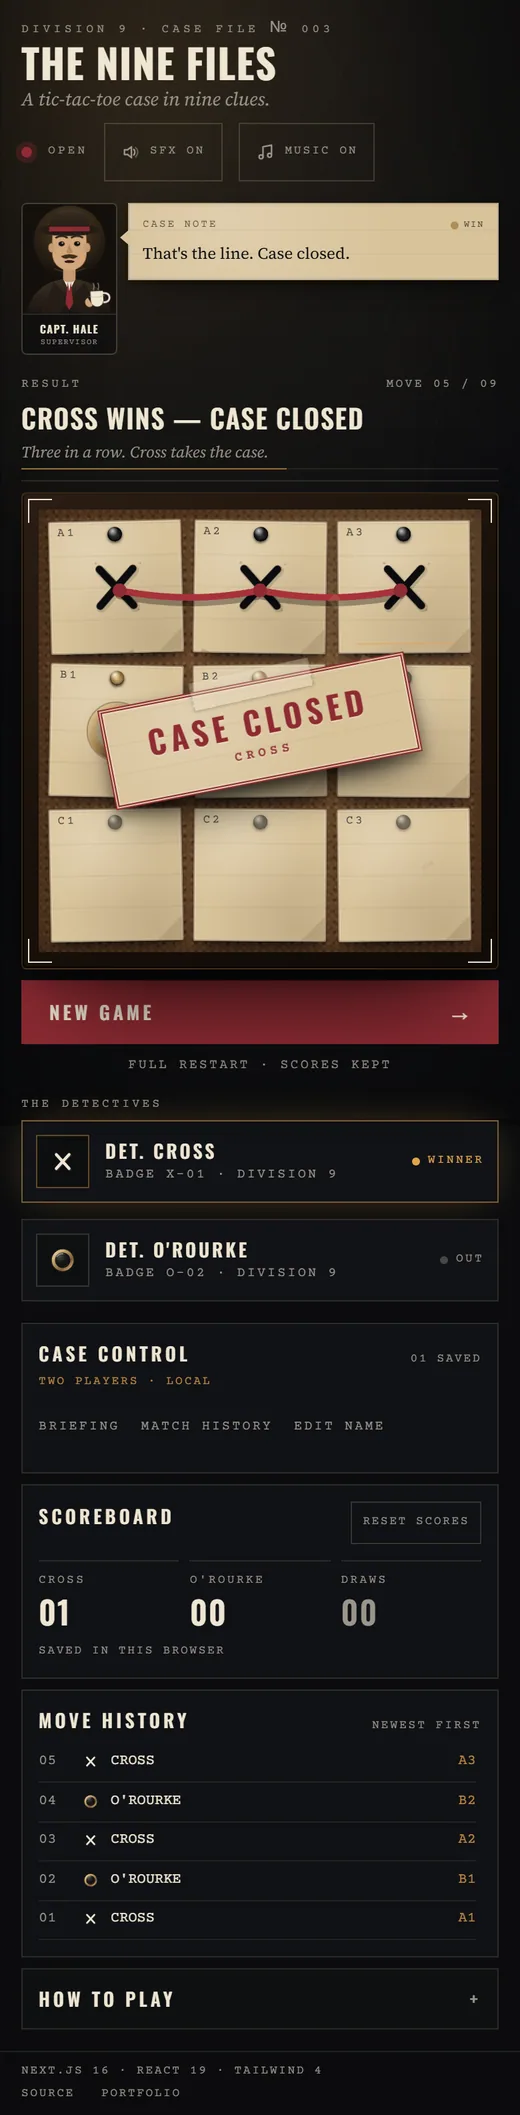 DIVISION 9 · CASE FILE № 003
THE NINE FILES
A tic-tac-toe case in nine clues.
OPEN
SFX ON
MUSIC ON
CASE NOTE
WIN
That's the line. Case closed.
CAPT. HALE
SUPERVISOR
RESULT
MOVE 05 / 09
CROSS WINS — CASE CLOSED
Three in a row. Cross takes the case.
A1
A2
A3
B1
B2
CASE CLOSED
CROSS
C1
C2
C3
NEW GAME →
FULL RESTART · SCORES KEPT
THE DETECTIVES
DET. CROSS
BADGE X-01 · DIVISION 9
WINNER
DET. O'ROURKE
BADGE O-02 · DIVISION 9
OUT
CASE CONTROL
01 SAVED
TWO PLAYERS · LOCAL
BRIEFING MATCH HISTORY EDIT NAME
SCOREBOARD
RESET SCORES
CROSS O'ROURKE DRAWS
01 00 00
SAVED IN THIS BROWSER
MOVE HISTORY
NEWEST FIRST
05 CROSS A3
04 O'ROURKE B2
03 CROSS A2
02 O'ROURKE B1
01 CROSS A1
HOW TO PLAY +
NEXT.JS 16 · REACT 19 · TAILWIND 4
SOURCE PORTFOLIO